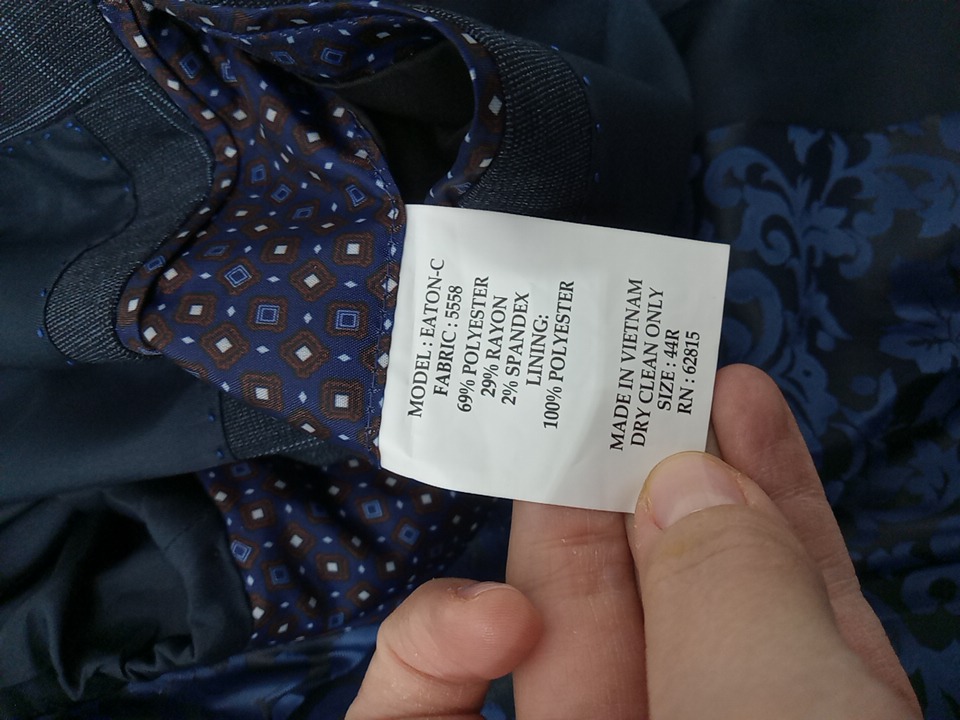 MODEL : EATON-C
FABRIC : 5558
69% POLYESTER
29% RAYON
2% SPANDEX
LINING:
100% POLYESTER
MADE IN VIETNAM
DRY CLEAN ONLY
SIZE : 44R
RN : 62815